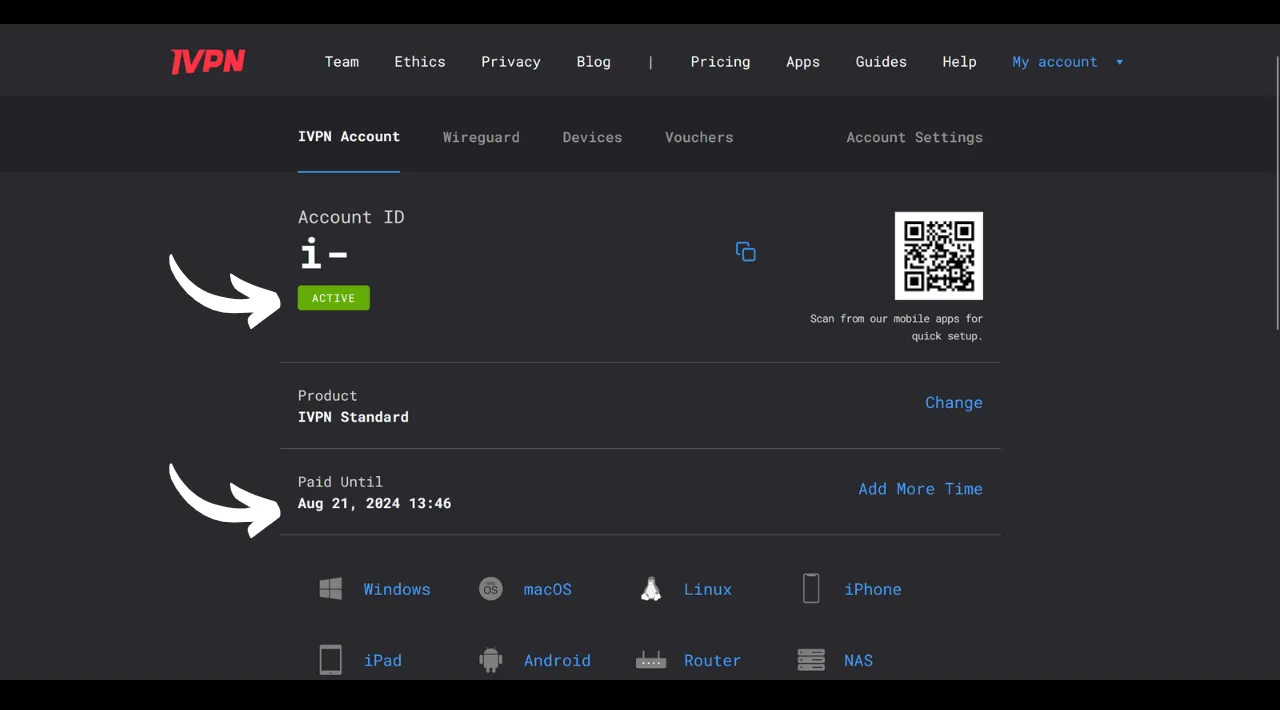 IVPN Team Ethics Privacy Blog | Pricing Apps Guides Help My account
IVPN Account Wireguard Devices Vouchers Account Settings
Account ID
i-
ACTIVE
Scan from our mobile apps for
quick setup.
Product
IVPN Standard
Change
Paid Until
Aug 21, 2024 13:46
Add More Time
Windows macOS Linux iPhone
iPad Android Router NAS